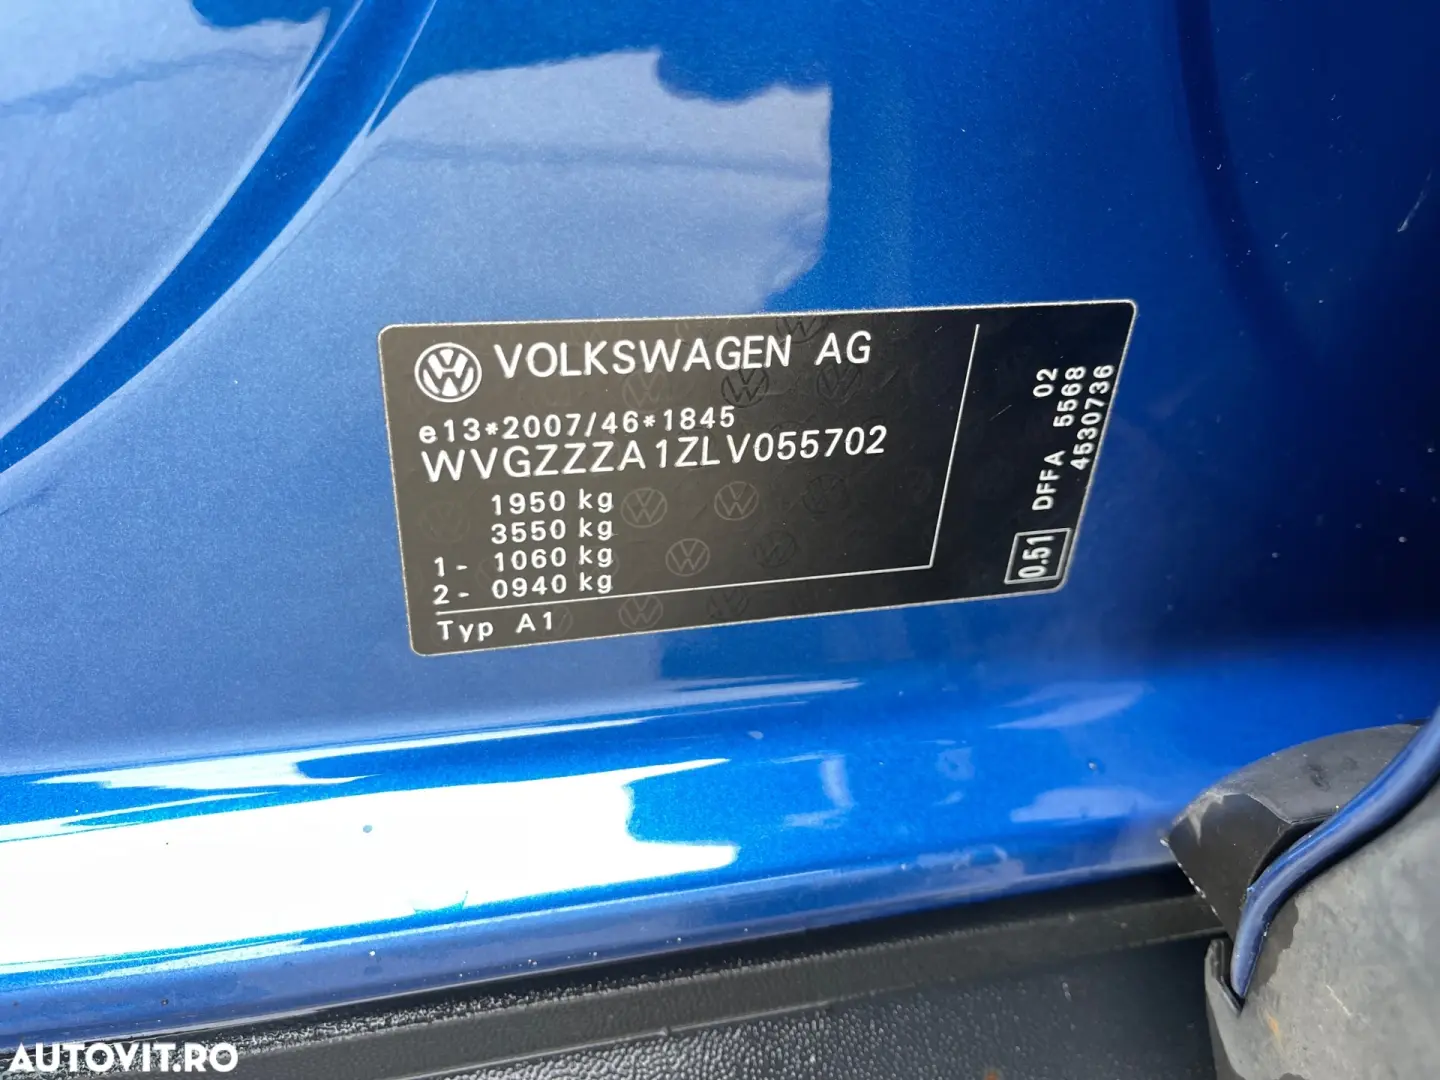 VOLKSWAGEN AG
e13*2007/46*1845
WVGZZZA1ZLV055702
1950 kg
3550 kg
1- 1060 kg
2- 0940 kg
Typ A1
02
DFFA 5568
4530736
0.51
AUTOVIT.RO